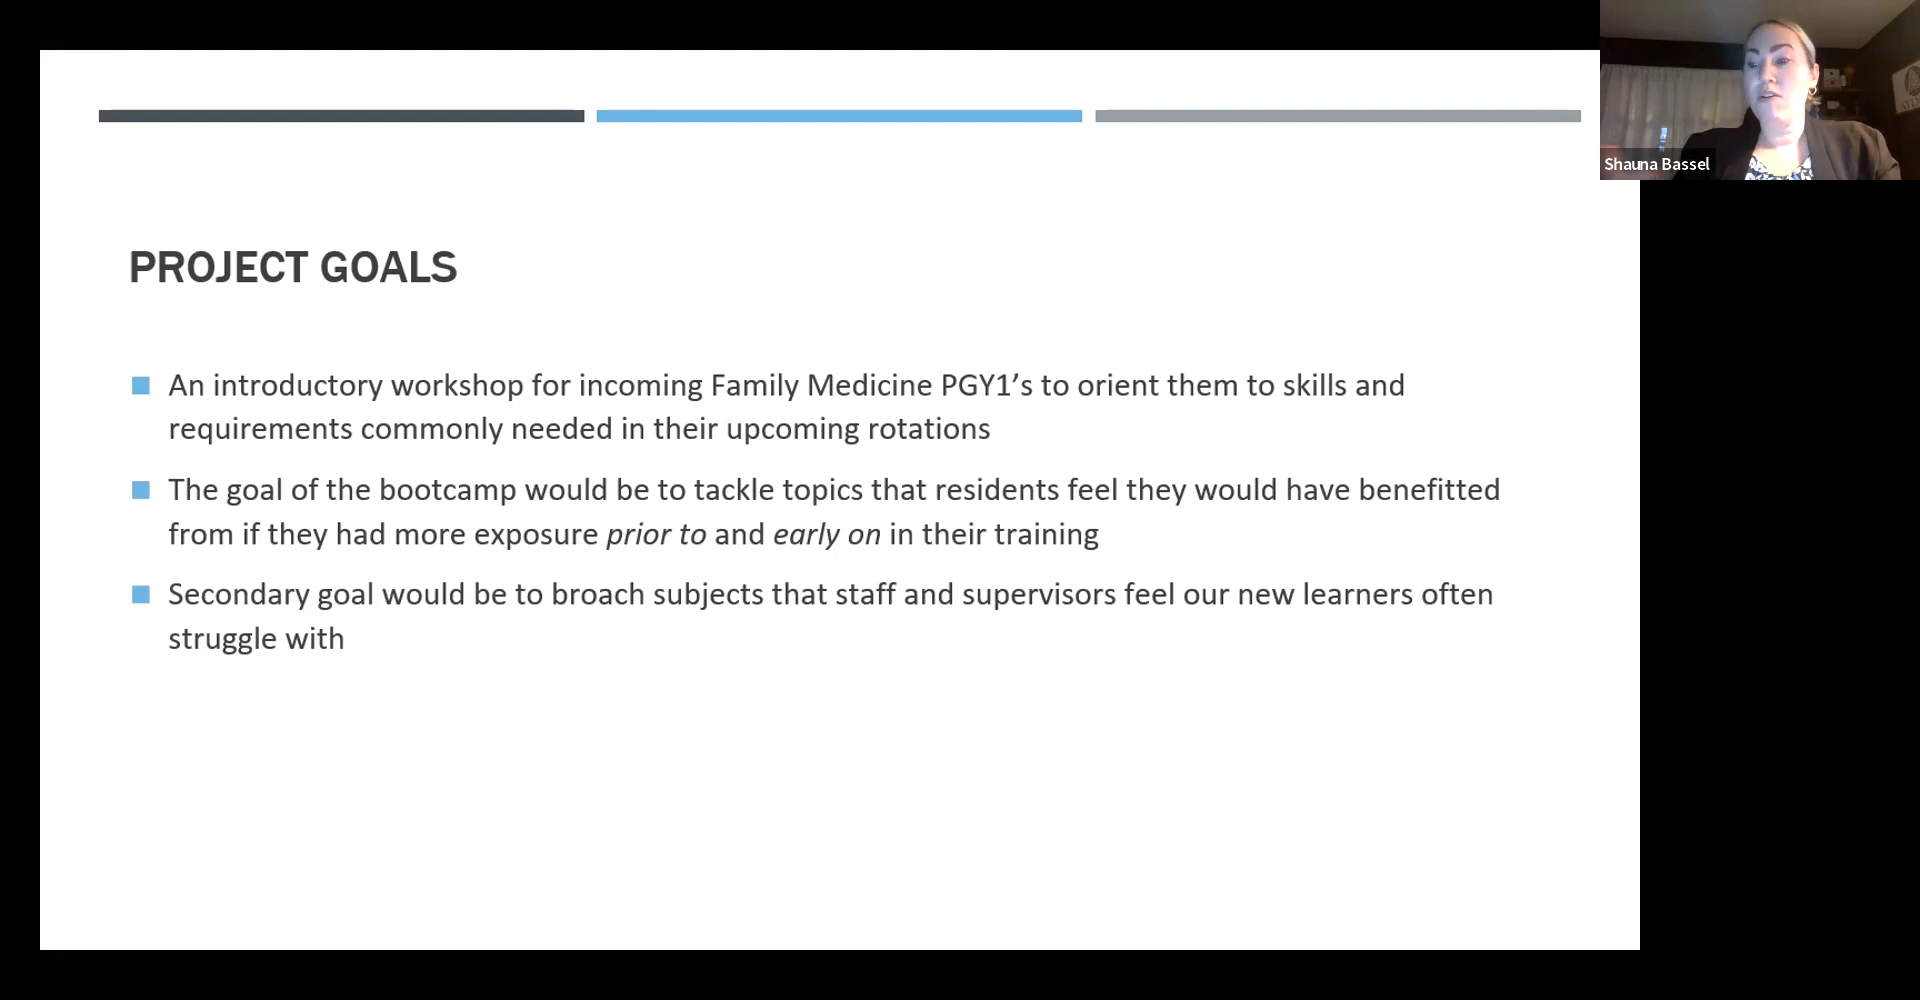 Shauna Bassel
PROJECT GOALS
An introductory workshop for incoming Family Medicine PGY1’s to orient them to skills and
requirements commonly needed in their upcoming rotations
The goal of the bootcamp would be to tackle topics that residents feel they would have benefitted
from if they had more exposure prior to and early on in their training
Secondary goal would be to broach subjects that staff and supervisors feel our new learners often
struggle with